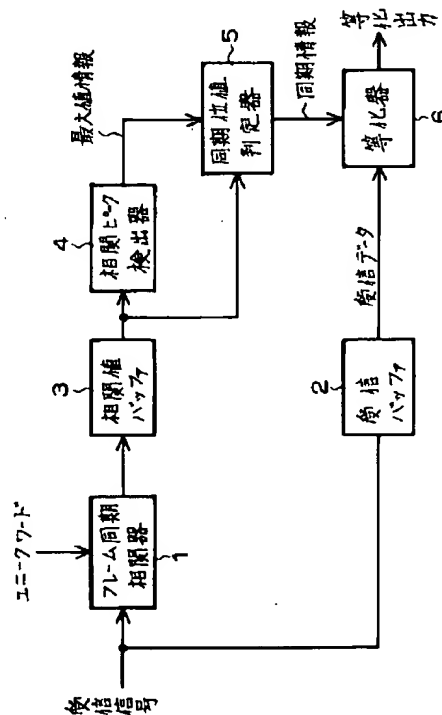 受信信号
ユニークワード
フレーム同期
相関器
1
相関値
バッファ
3
相関ピーク
検出器
4
最大値情報
同期位値
判定器
5
同期情報
受信
バッファ
2
受信データ
等化器
6
等化
出力